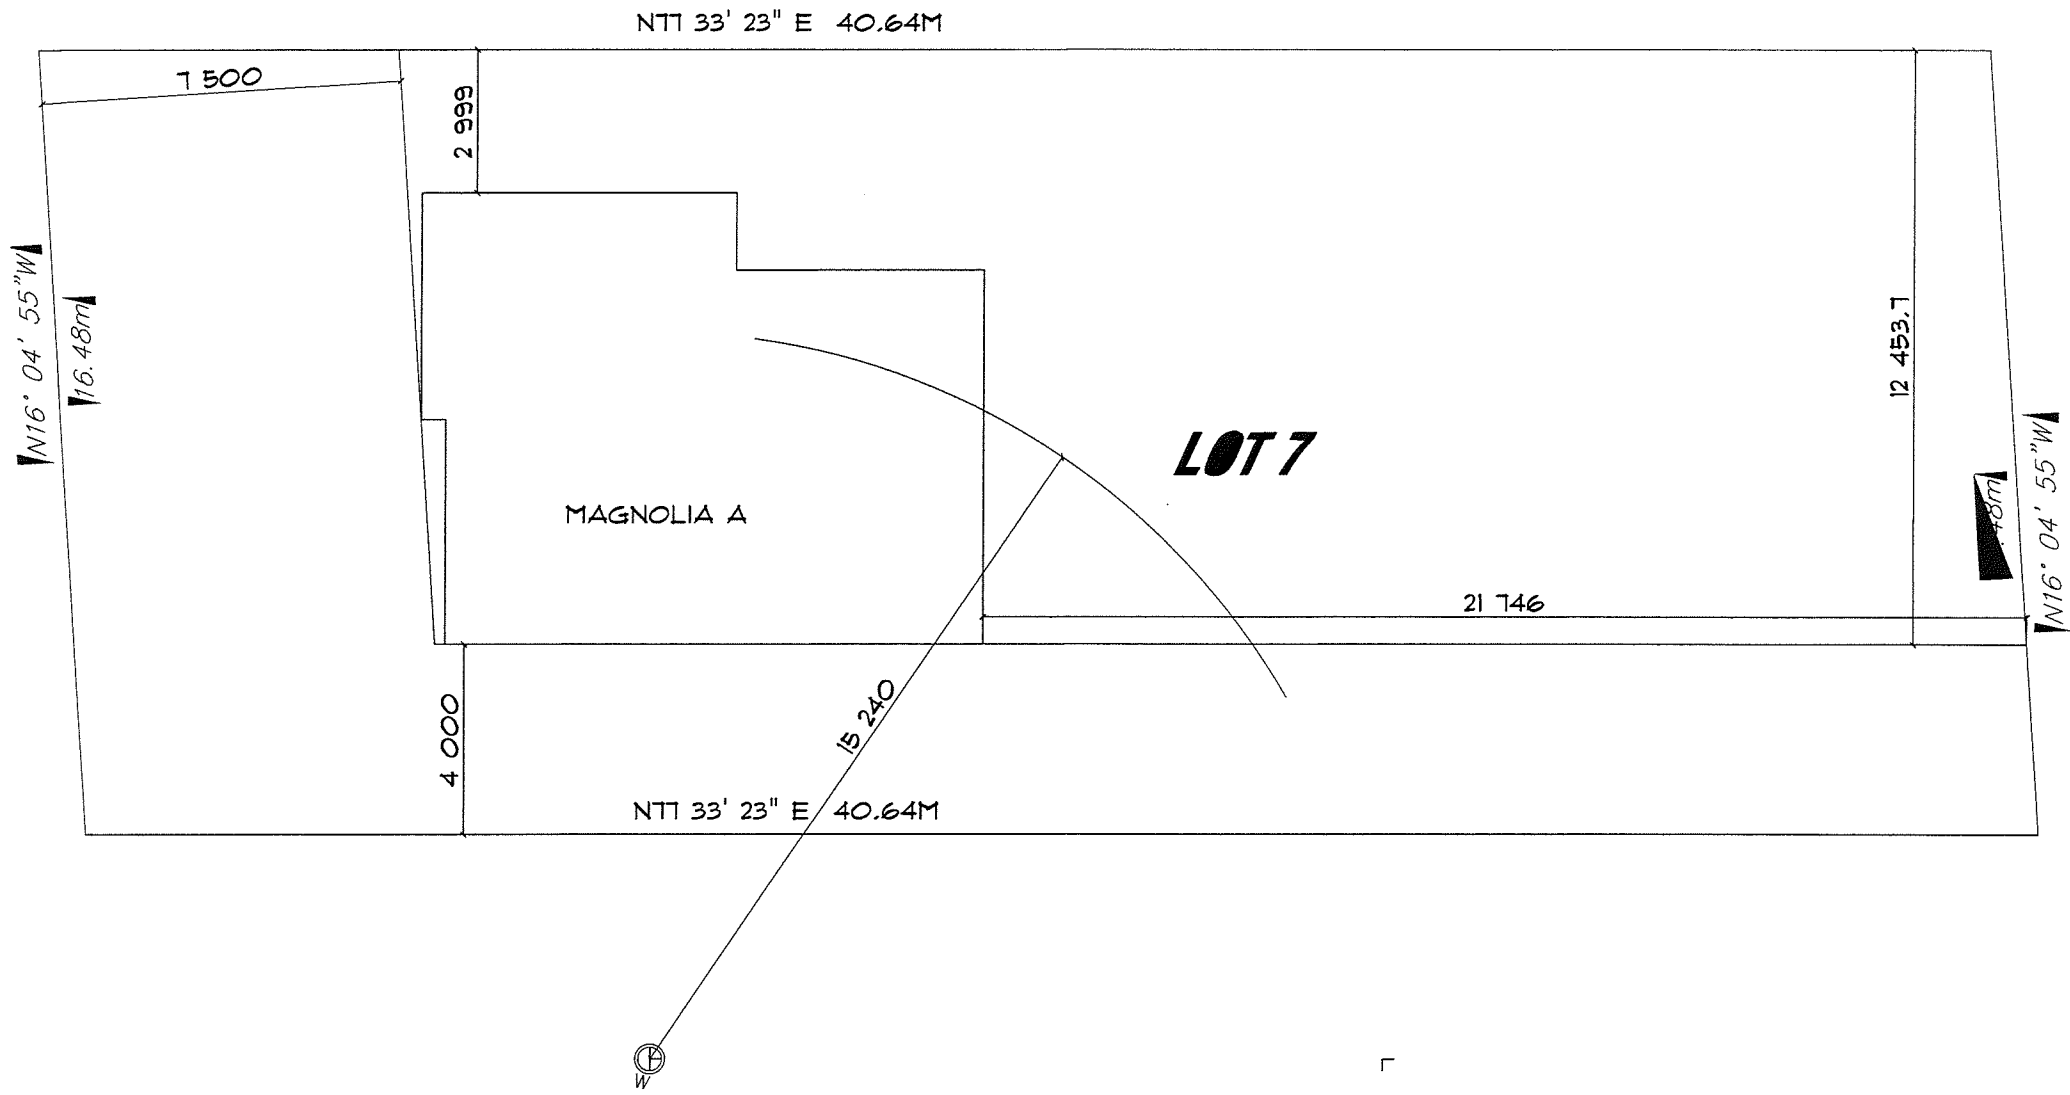 N77 33' 23" E 40.64M
7 500
2 999
N16° 04' 55"W
16.48m
12 453.7
LOT 7
MAGNOLIA A
48m
N16° 04' 55"W
21 746
15 240
4 000
N77 33' 23" E 40.64M
W